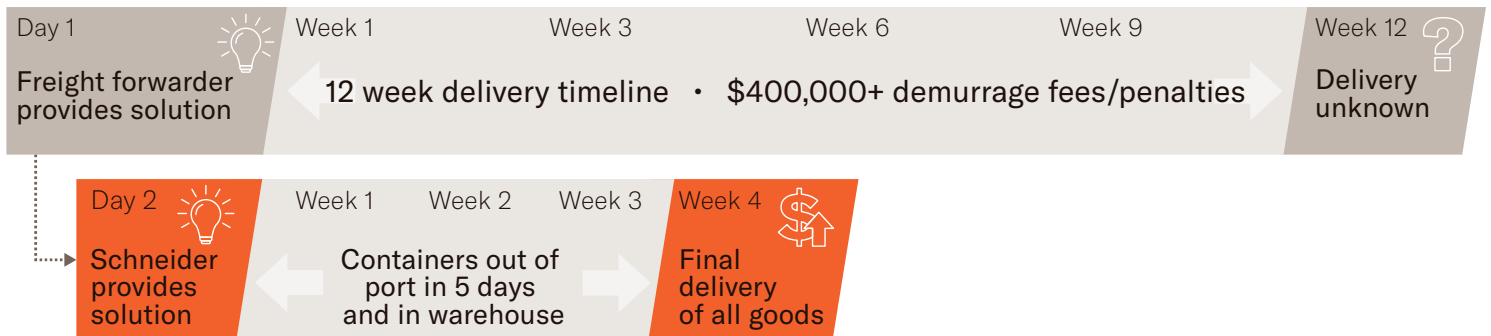 Day 1
Freight forwarder
provides solution
Week 1
Week 3
Week 6
Week 9
12 week delivery timeline • $400,000+ demurrage fees/penalties
Week 12
Delivery
unknown
Day 2
Schneider
provides
solution
Week 1
Week 2
Week 3
Containers out of
port in 5 days
and in warehouse
Week 4
Final
delivery
of all goods